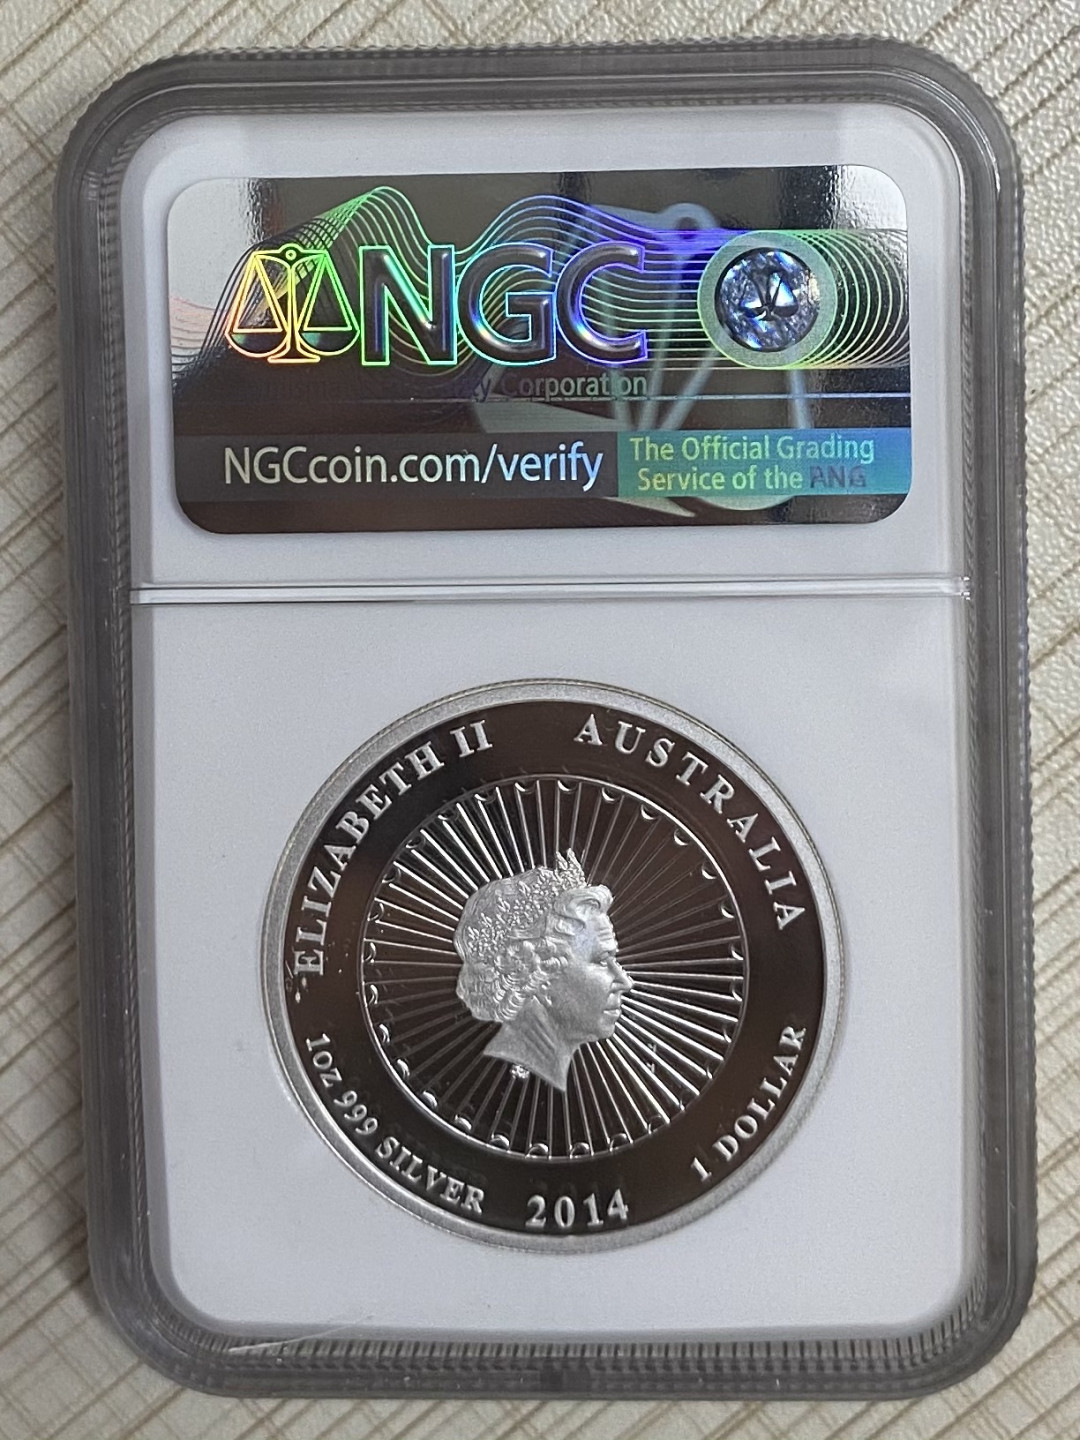 NGC
Corporation
NGCcoin.com/verify
The Official Grading
Service of the ANG
ELIZABETH II
AUSTRALIA
1oz 999 SILVER
2014
1 DOLLAR